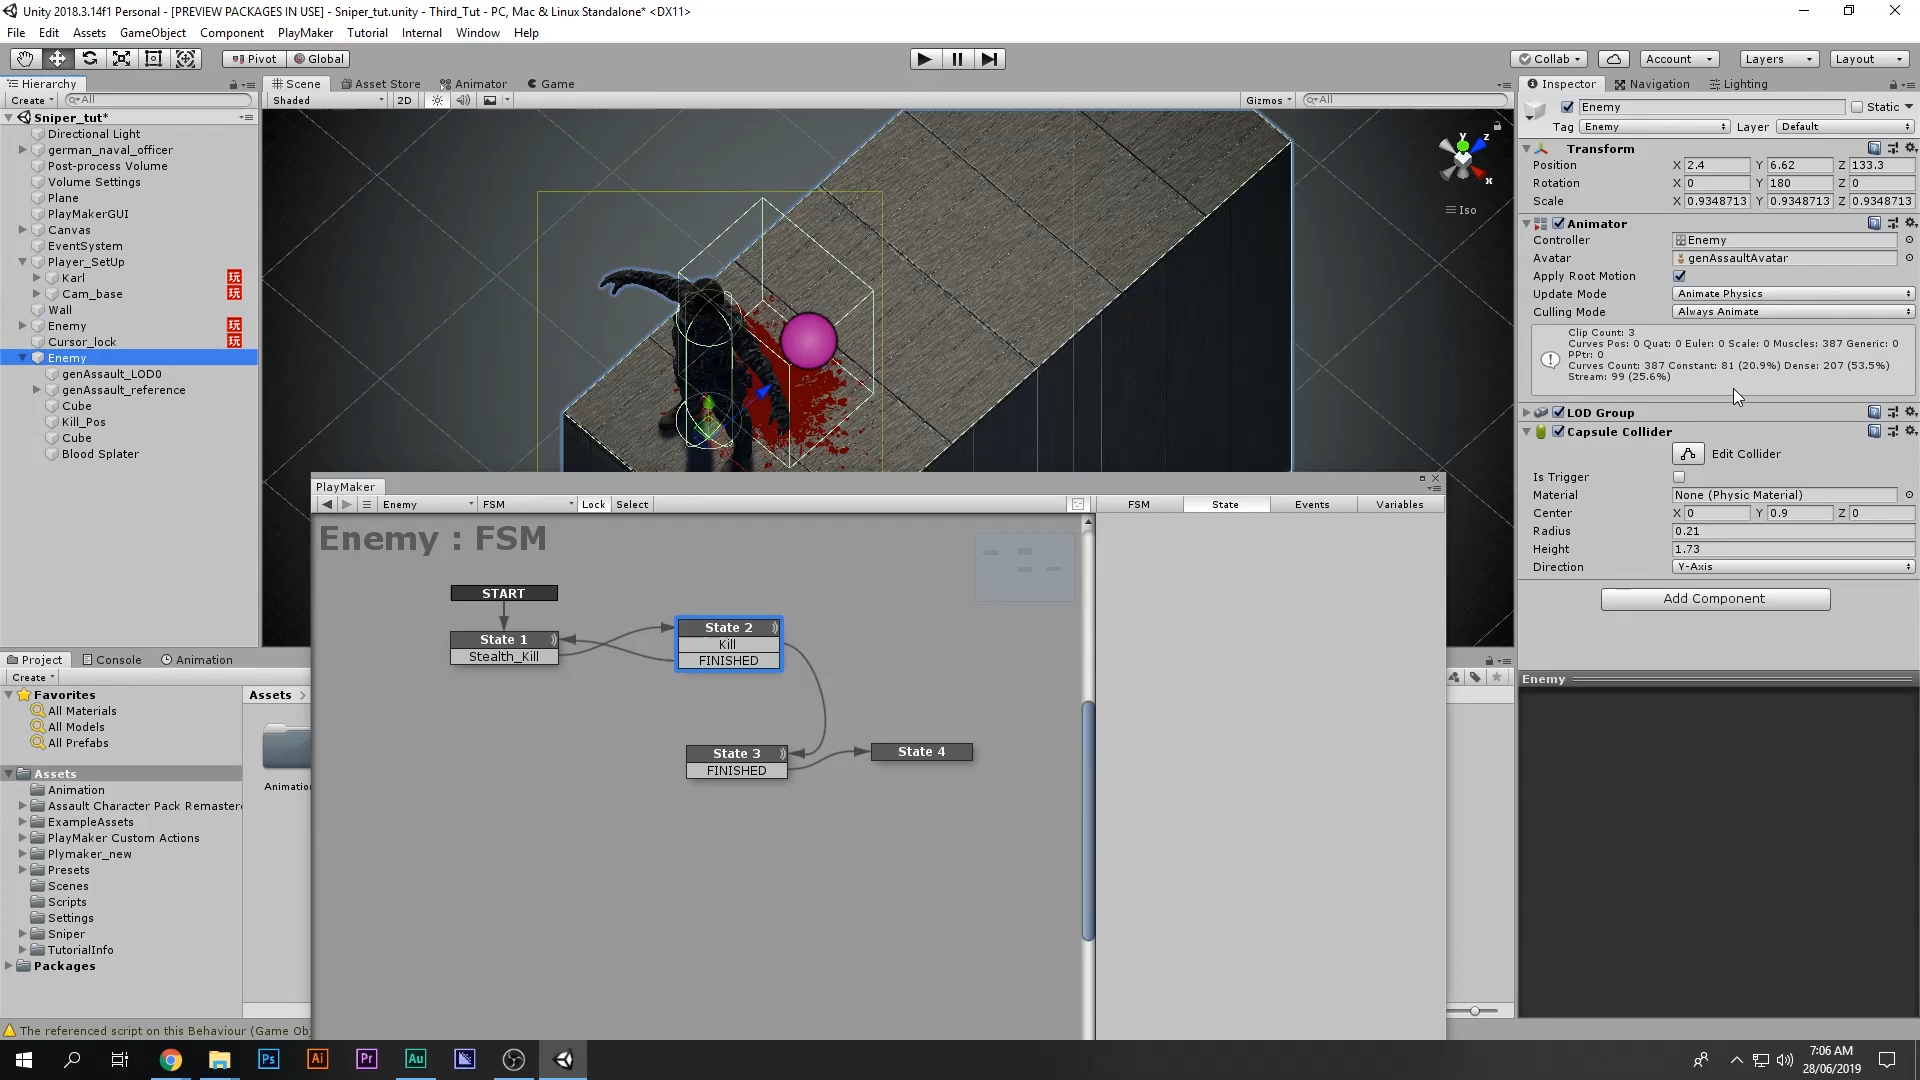 Unity 2018.3.14f1 Personal - [PREVIEW PACKAGES IN USE] - Sniper_tut.unity - Third_Tut - PC, Mac & Linux Standalone* <DX11>
File Edit Assets GameObject Component PlayMaker Tutorial Internal Window Help
Pivot Global Collab Account Layers Layout
Hierarchy Scene Asset Store Animator Game Inspector Navigation Lighting
Create All Shaded 2D Gizmos All
Sniper_tut*
Directional Light
german_naval_officer
Post-process Volume
Volume Settings
Plane
PlayMakerGUI
Canvas
EventSystem
Player_SetUp
Karl 玩
Cam_base 玩
Wall
Enemy 玩
Cursor_lock 玩
Enemy
genAssault_LOD0
genAssault_reference
Cube
Kill_Pos
Cube
Blood Splater
y z x
Iso
Enemy Static
Tag Enemy Layer Default
Transform
Position X 2.4 Y 6.62 Z 133.3
Rotation X 0 Y 180 Z 0
Scale X 0.9348713 Y 0.9348713 Z 0.9348713
Animator
Controller Enemy
Avatar genAssaultAvatar
Apply Root Motion
Update Mode Animate Physics
Culling Mode Always Animate
Clip Count: 3
Curves Pos: 0 Quat: 0 Euler: 0 Scale: 0 Muscles: 387 Generic: 0
PPtr: 0
Curves Count: 387 Constant: 81 (20.9%) Dense: 207 (53.5%)
Stream: 99 (25.6%)
LOD Group
Capsule Collider
Edit Collider
Is Trigger
Material None (Physic Material)
Center X 0 Y 0.9 Z 0
Radius 0.21
Height 1.73
Direction Y-Axis
Add Component
Enemy
PlayMaker
Enemy FSM Lock Select FSM State Events Variables
Enemy : FSM
START
State 1
Stealth_Kill
State 2
Kill
FINISHED
State 3
FINISHED
State 4
Project Console Animation
Create
Favorites
All Materials
All Models
All Prefabs
Assets
Animation
Assault Character Pack Remaster
ExampleAssets
PlayMaker Custom Actions
Plymaker_new
Presets
Scenes
Scripts
Settings
Sniper
TutorialInfo
Packages
Assets
Animatio
The referenced script on this Behaviour (Game Ob
Ps Ai Pr Au
7:06 AM
28/06/2019